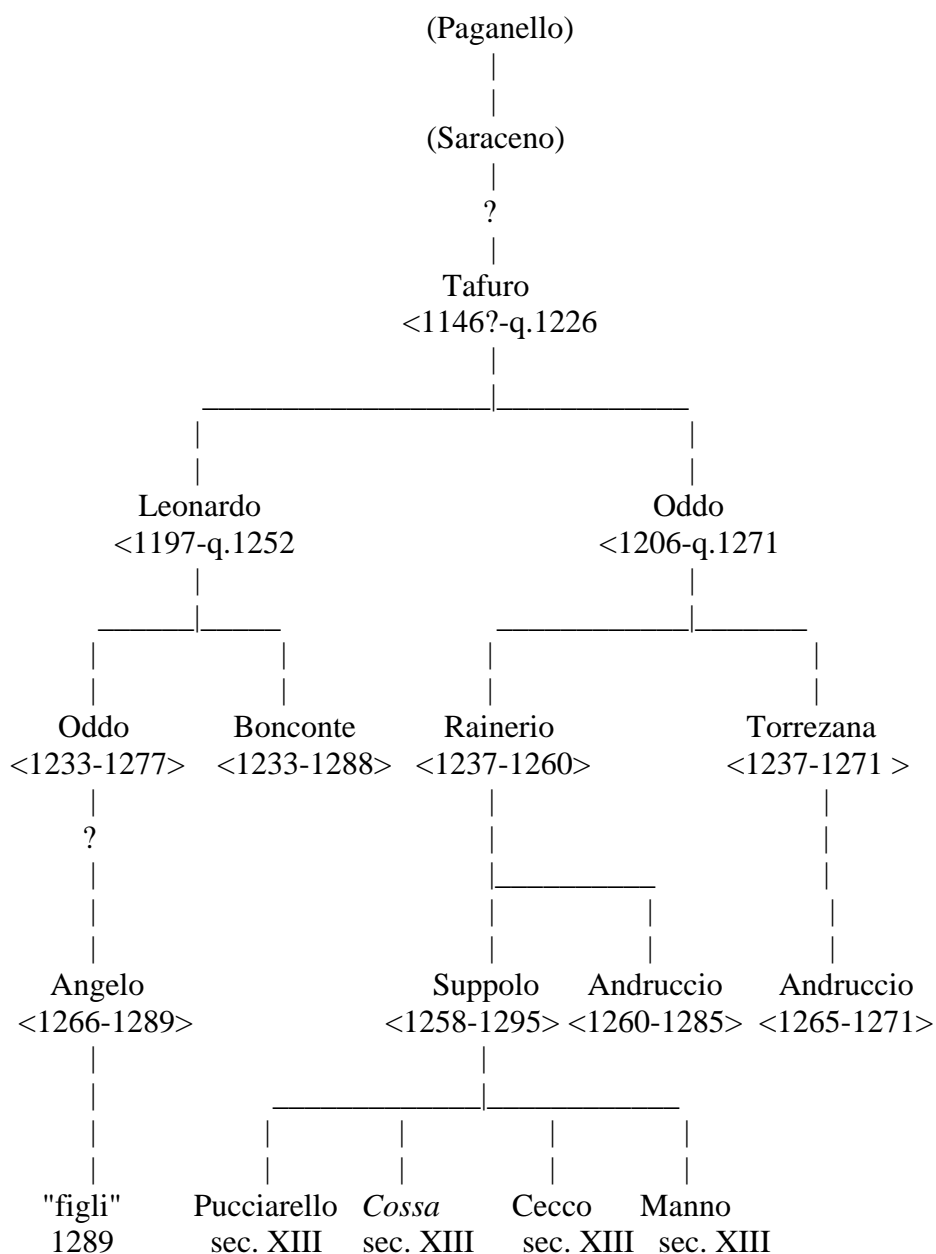 (Paganello)
(Saraceno)
?
Tafuro
<1146?-q.1226
Leonardo Oddo
<1197-q.1252 <1206-q.1271
Oddo Bonconte Rainerio Torrezana
<1233-1277> <1233-1288> <1237-1260> <1237-1271 >
?
Angelo Suppolo Andruccio Andruccio
<1266-1289> <1258-1295> <1260-1285> <1265-1271>
"figli" Pucciarello Cossa Cecco Manno
1289 sec. XIII sec. XIII sec. XIII sec. XIII